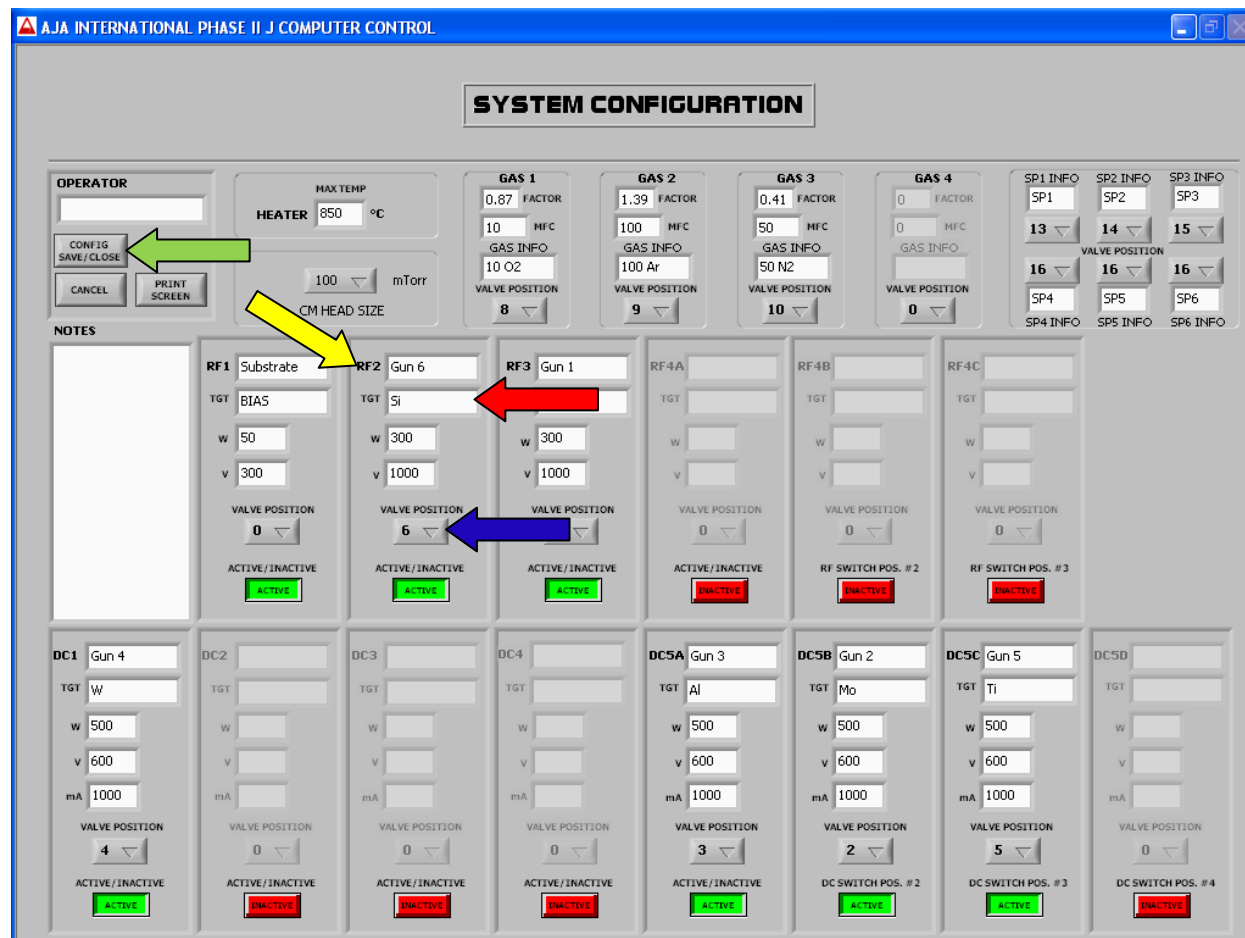 AJA INTERNATIONAL PHASE II J COMPUTER CONTROL
SYSTEM CONFIGURATION
OPERATOR
CONFIG
SAVE/CLOSE
CANCEL
PRINT
SCREEN
MAX TEMP
HEATER 850 °C
100 mTorr
CM HEAD SIZE
GAS 1
0.87 FACTOR
10 MFC
GAS INFO
10 O2
VALVE POSITION
8
GAS 2
1.39 FACTOR
100 MFC
GAS INFO
100 Ar
VALVE POSITION
9
GAS 3
0.41 FACTOR
50 MFC
GAS INFO
50 N2
VALVE POSITION
10
GAS 4
0 FACTOR
0 MFC
GAS INFO
VALVE POSITION
0
SP1 INFO SP2 INFO SP3 INFO
SP1 SP2 SP3
13 14 15
VALVE POSITION
16 16 16
SP4 SP5 SP6
SP4 INFO SP5 INFO SP6 INFO
NOTES
RF1 Substrate
TGT BIAS
W 50
V 300
VALVE POSITION
0
ACTIVE/INACTIVE
ACTIVE
RF2 Gun 6
TGT Si
W 300
V 1000
VALVE POSITION
6
ACTIVE/INACTIVE
ACTIVE
RF3 Gun 1
W 300
V 1000
VALVE POSITION
ACTIVE/INACTIVE
ACTIVE
RF4A
TGT
W
V
VALVE POSITION
0
ACTIVE/INACTIVE
INACTIVE
RF4B
TGT
W
V
VALVE POSITION
0
RF SWITCH POS. #2
INACTIVE
RF4C
TGT
W
V
VALVE POSITION
0
RF SWITCH POS. #3
INACTIVE
DC1 Gun 4
TGT W
W 500
V 600
mA 1000
VALVE POSITION
4
ACTIVE/INACTIVE
ACTIVE
DC2
TGT
W
V
mA
VALVE POSITION
0
ACTIVE/INACTIVE
INACTIVE
DC3
TGT
W
V
mA
VALVE POSITION
0
ACTIVE/INACTIVE
INACTIVE
DC4
TGT
W
V
mA
VALVE POSITION
0
ACTIVE/INACTIVE
INACTIVE
DC5A Gun 3
TGT Al
W 500
V 600
mA 1000
VALVE POSITION
3
ACTIVE/INACTIVE
ACTIVE
DC5B Gun 2
TGT Mo
W 500
V 600
mA 1000
VALVE POSITION
2
DC SWITCH POS. #2
ACTIVE
DC5C Gun 5
TGT Ti
W 500
V 600
mA 1000
VALVE POSITION
5
DC SWITCH POS. #3
ACTIVE
DC5D
TGT
W
V
mA
VALVE POSITION
0
DC SWITCH POS. #4
INACTIVE